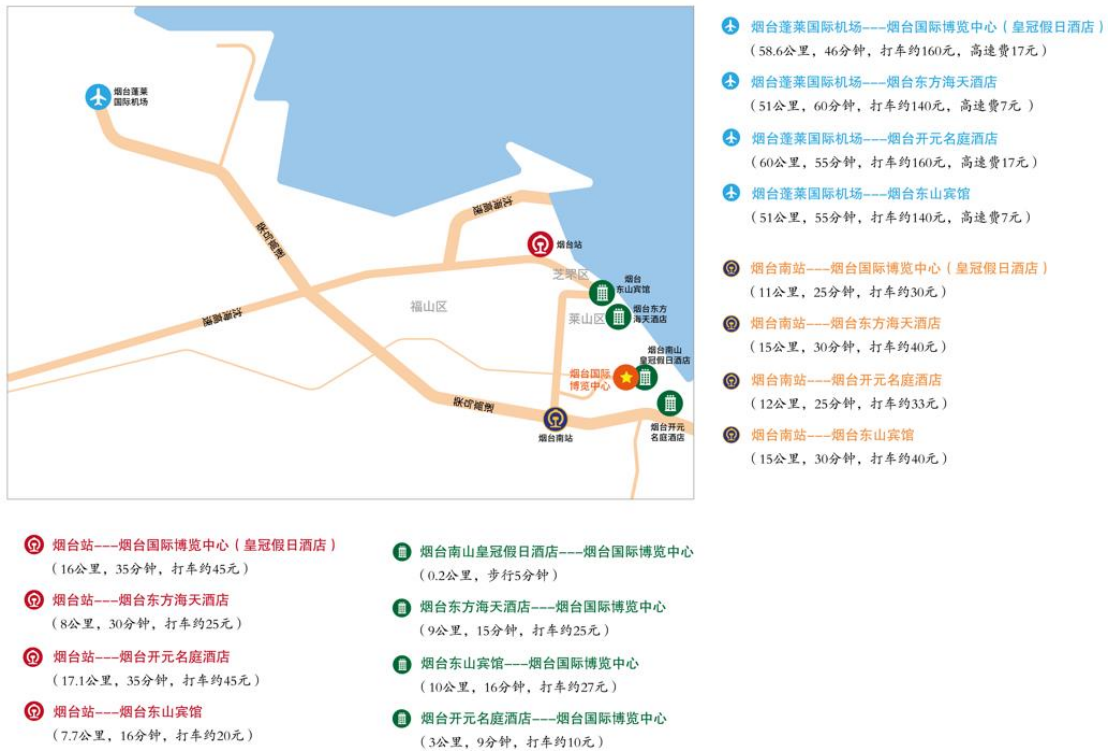 烟台蓬莱
国际机场
荣乌高速
沈海高速
沈海高速
荣乌高速
烟台站
芝罘区
福山区
莱山区
烟台
东山宾馆
烟台东方
海天酒店
烟台南山
皇冠假日酒店
烟台国际
博览中心
烟台南站
烟台开元
名庭酒店
烟台蓬莱国际机场---烟台国际博览中心（皇冠假日酒店）
（58.6公里，46分钟，打车约160元，高速费17元）
烟台蓬莱国际机场---烟台东方海天酒店
（51公里，60分钟，打车约140元，高速费7元 ）
烟台蓬莱国际机场---烟台开元名庭酒店
（60公里，55分钟，打车约160元，高速费17元）
烟台蓬莱国际机场---烟台东山宾馆
（51公里，55分钟，打车约140元，高速费7元）
烟台南站---烟台国际博览中心（皇冠假日酒店）
（11公里，25分钟，打车约30元）
烟台南站---烟台东方海天酒店
（15公里，30分钟，打车约40元）
烟台南站---烟台开元名庭酒店
（12公里，25分钟，打车约33元）
烟台南站---烟台东山宾馆
（15公里，30分钟，打车约40元）
烟台站---烟台国际博览中心（皇冠假日酒店）
（16公里，35分钟，打车约45元）
烟台站---烟台东方海天酒店
（8公里，30分钟，打车约25元）
烟台站---烟台开元名庭酒店
（17.1公里，35分钟，打车约45元）
烟台站---烟台东山宾馆
（7.7公里，16分钟，打车约20元）
烟台南山皇冠假日酒店---烟台国际博览中心
（0.2公里，步行5分钟）
烟台东方海天酒店---烟台国际博览中心
（9公里，15分钟，打车约25元）
烟台东山宾馆---烟台国际博览中心
（10公里，16分钟，打车约27元）
烟台开元名庭酒店---烟台国际博览中心
（3公里，9分钟，打车约10元）